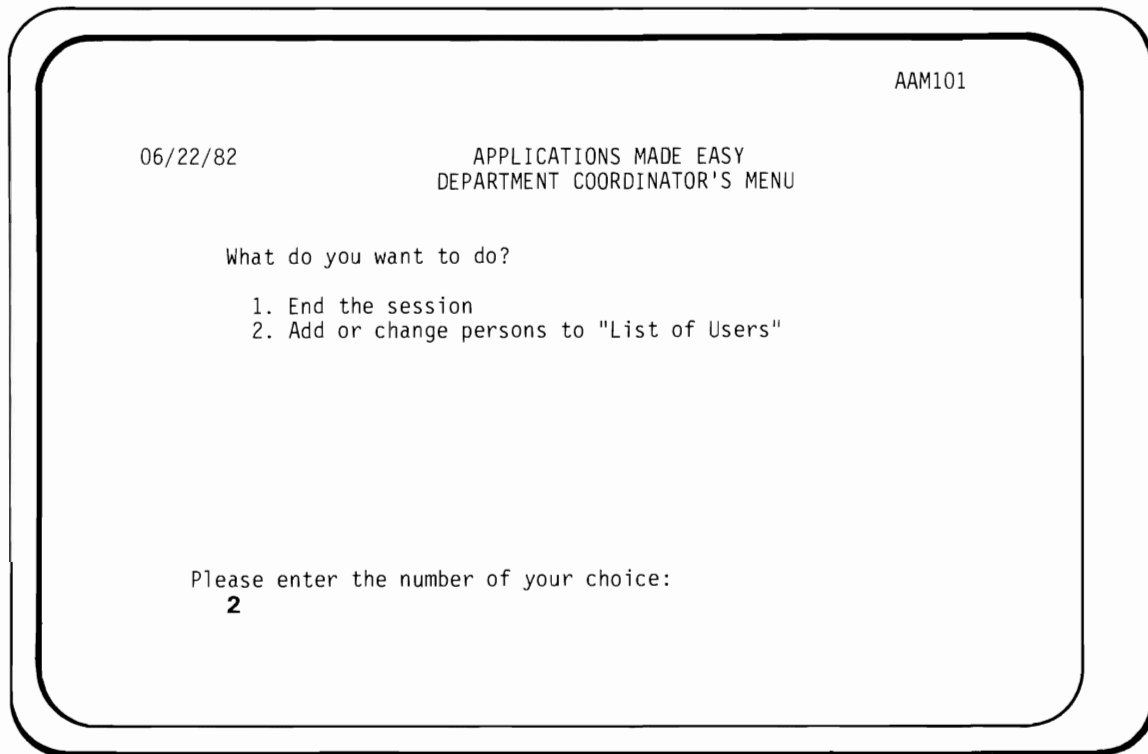 AAM101
06/22/82 APPLICATIONS MADE EASY
DEPARTMENT COORDINATOR'S MENU
What do you want to do?
1. End the session
2. Add or change persons to "List of Users"
Please enter the number of your choice:
2